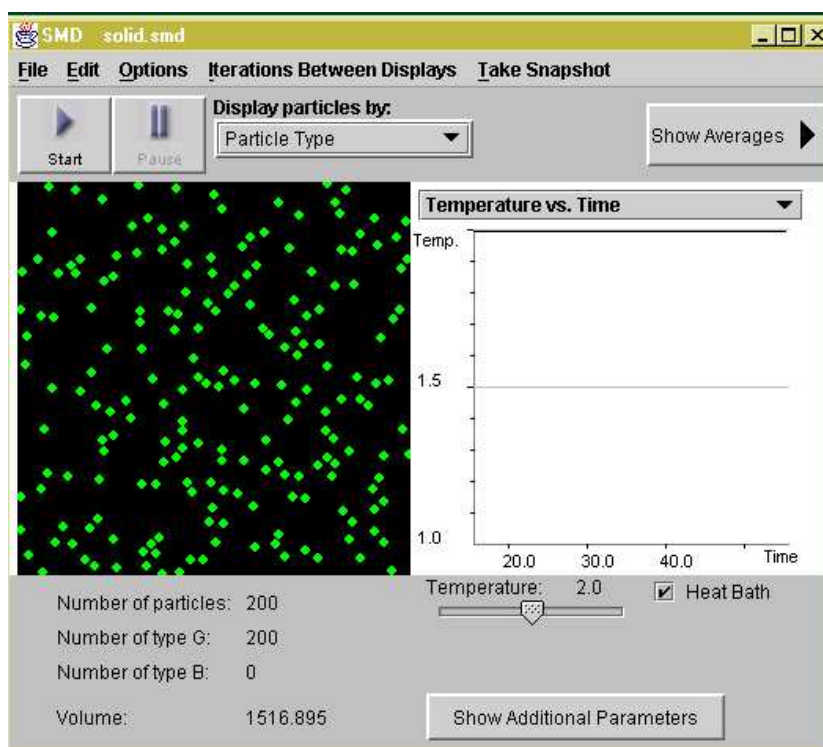 SMD solid.smd
File Edit Options Iterations Between Displays Take Snapshot
Display particles by:
Particle Type
Start
Pause
Show Averages
Temperature vs. Time
Temp.
1.5
1.0
20.0 30.0 40.0 Time
Temperature: 2.0 Heat Bath
Number of particles: 200
Number of type G: 200
Number of type B: 0
Volume: 1516.895
Show Additional Parameters